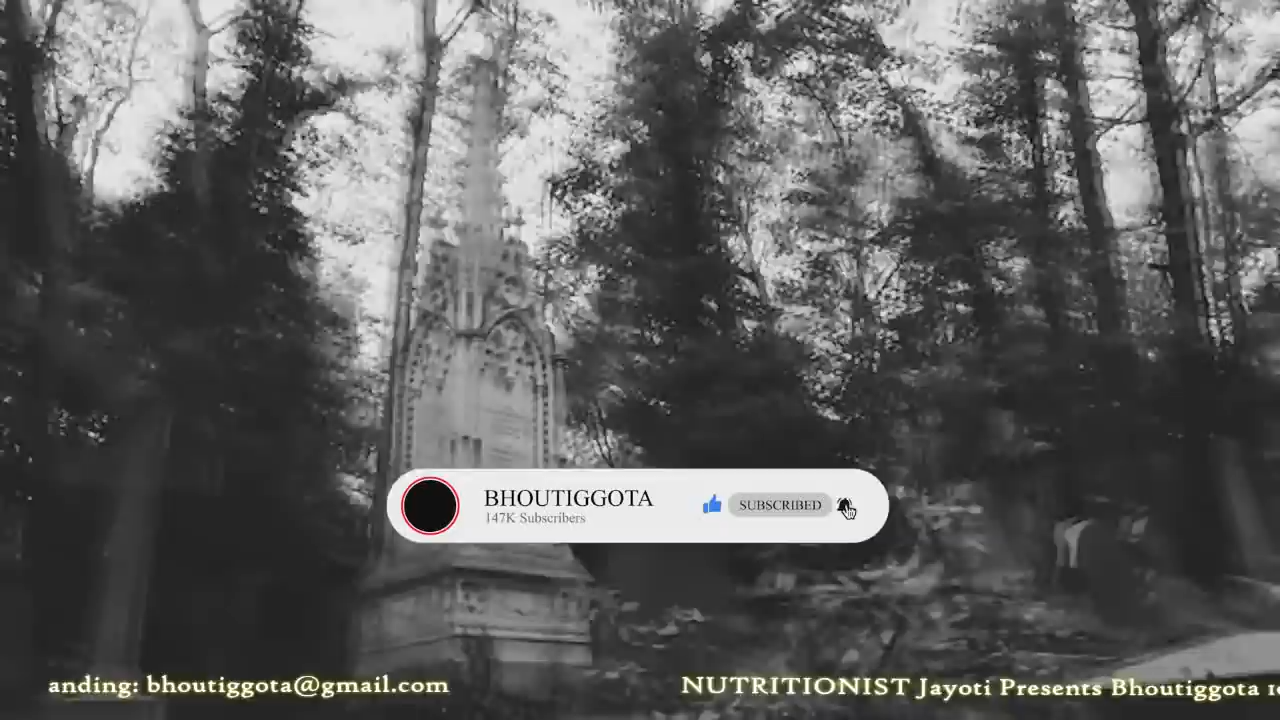 BHOUTIGGOTA
147K Subscribers
SUBSCRIBED
anding: bhoutiggota@gmail.com
NUTRITIONIST Jayoti Presents Bhoutiggota